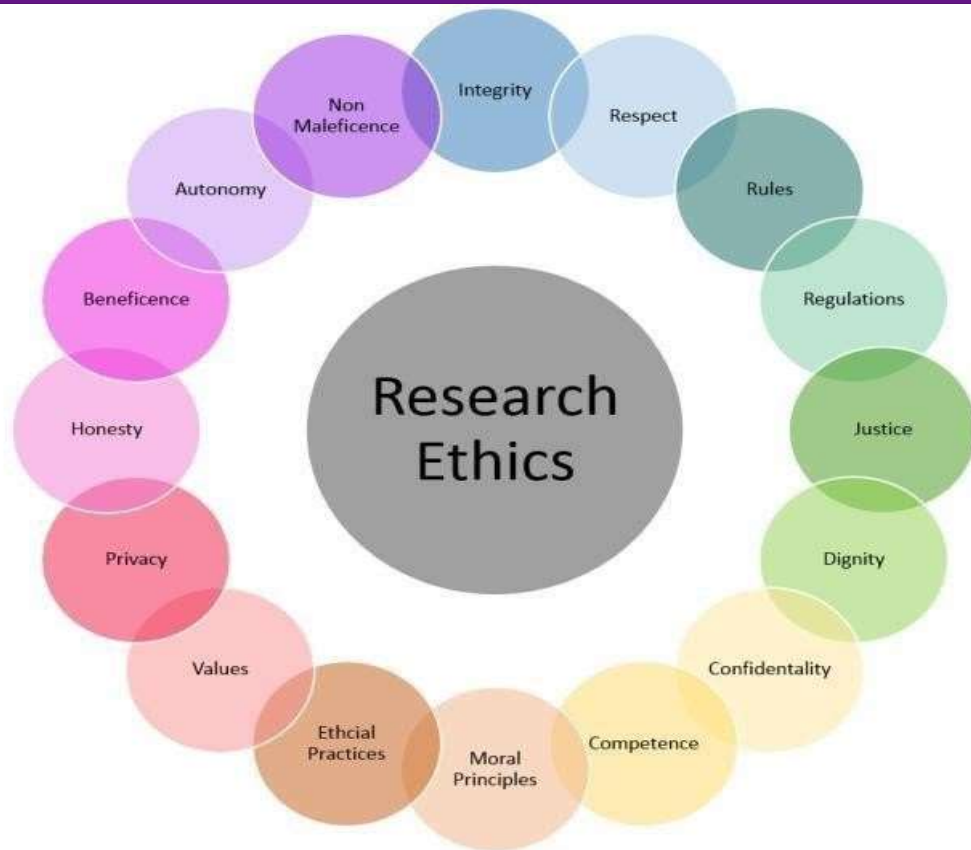 Integrity
Respect
Rules
Regulations
Justice
Dignity
Confidentality
Competence
Moral
Principles
Ethcial
Practices
Values
Privacy
Honesty
Beneficence
Autonomy
Non
Maleficence
Research
Ethics